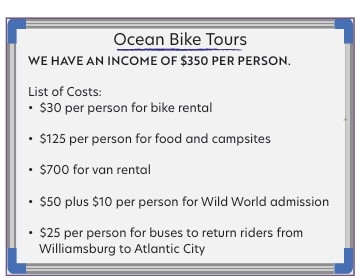 Ocean Bike Tours
WE HAVE AN INCOME OF $350 PER PERSON.
List of Costs:
• $30 per person for bike rental
• $125 per person for food and campsites
• $700 for van rental
• $50 plus $10 per person for Wild World admission
• $25 per person for buses to return riders from
Williamsburg to Atlantic City